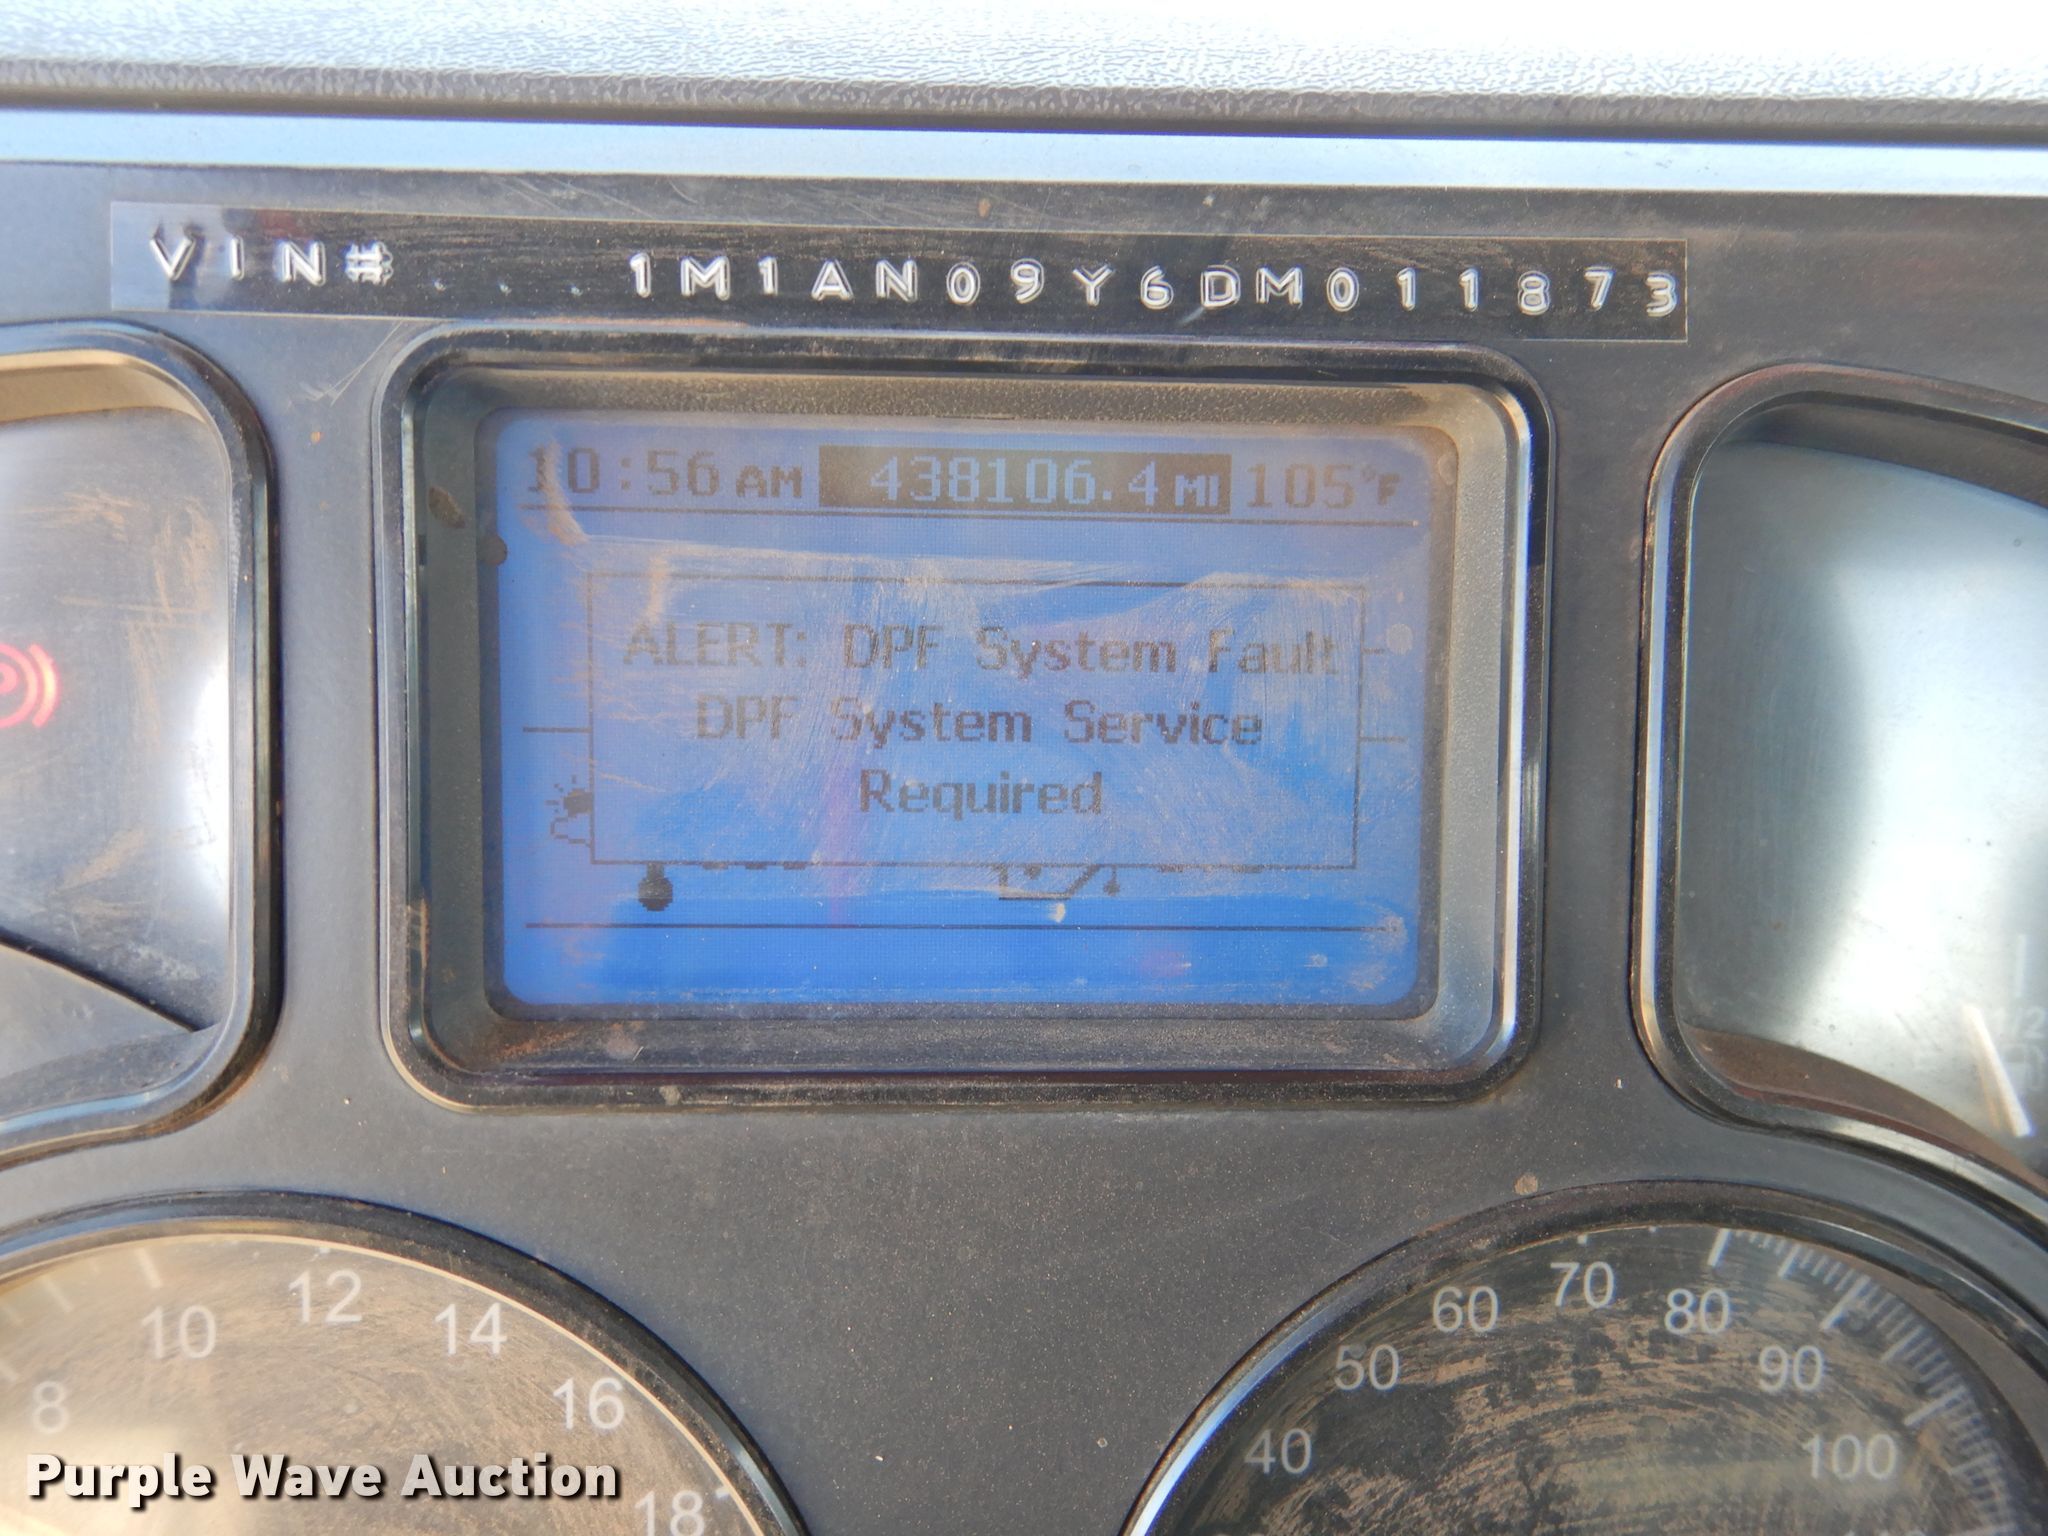 VIN# . . . 1M1AN09Y6DM011873
10:56 AM 438106.4 MI 105°F
ALERT: DPF System Fault
DPF System Service
Required
8 10 12 14 16 18
40 50 60 70 80 90 100
Purple Wave Auction